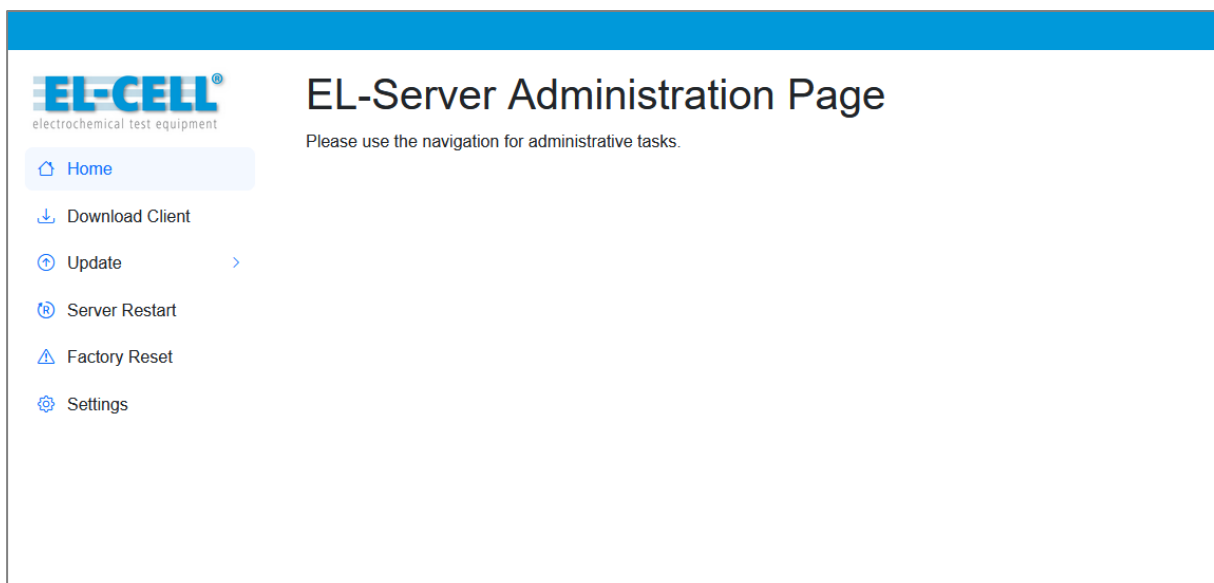 EL-CELL®
electrochemical test equipment
Home
Download Client
Update
Server Restart
Factory Reset
Settings
EL-Server Administration Page
Please use the navigation for administrative tasks.